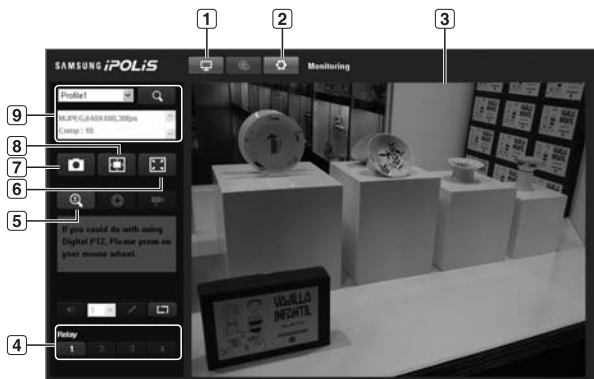 1 2 3
SAMSUNG iPOLiS Monitoring
Profile1
9
MJPEG,640X480,30fps
Comp : 10
8
7
6
5
If you could do with using
Digital PTZ, Please prem on
your mouse wheel.
1
Relay
4
1 2 3 4
VAJILLA
INFANTIL